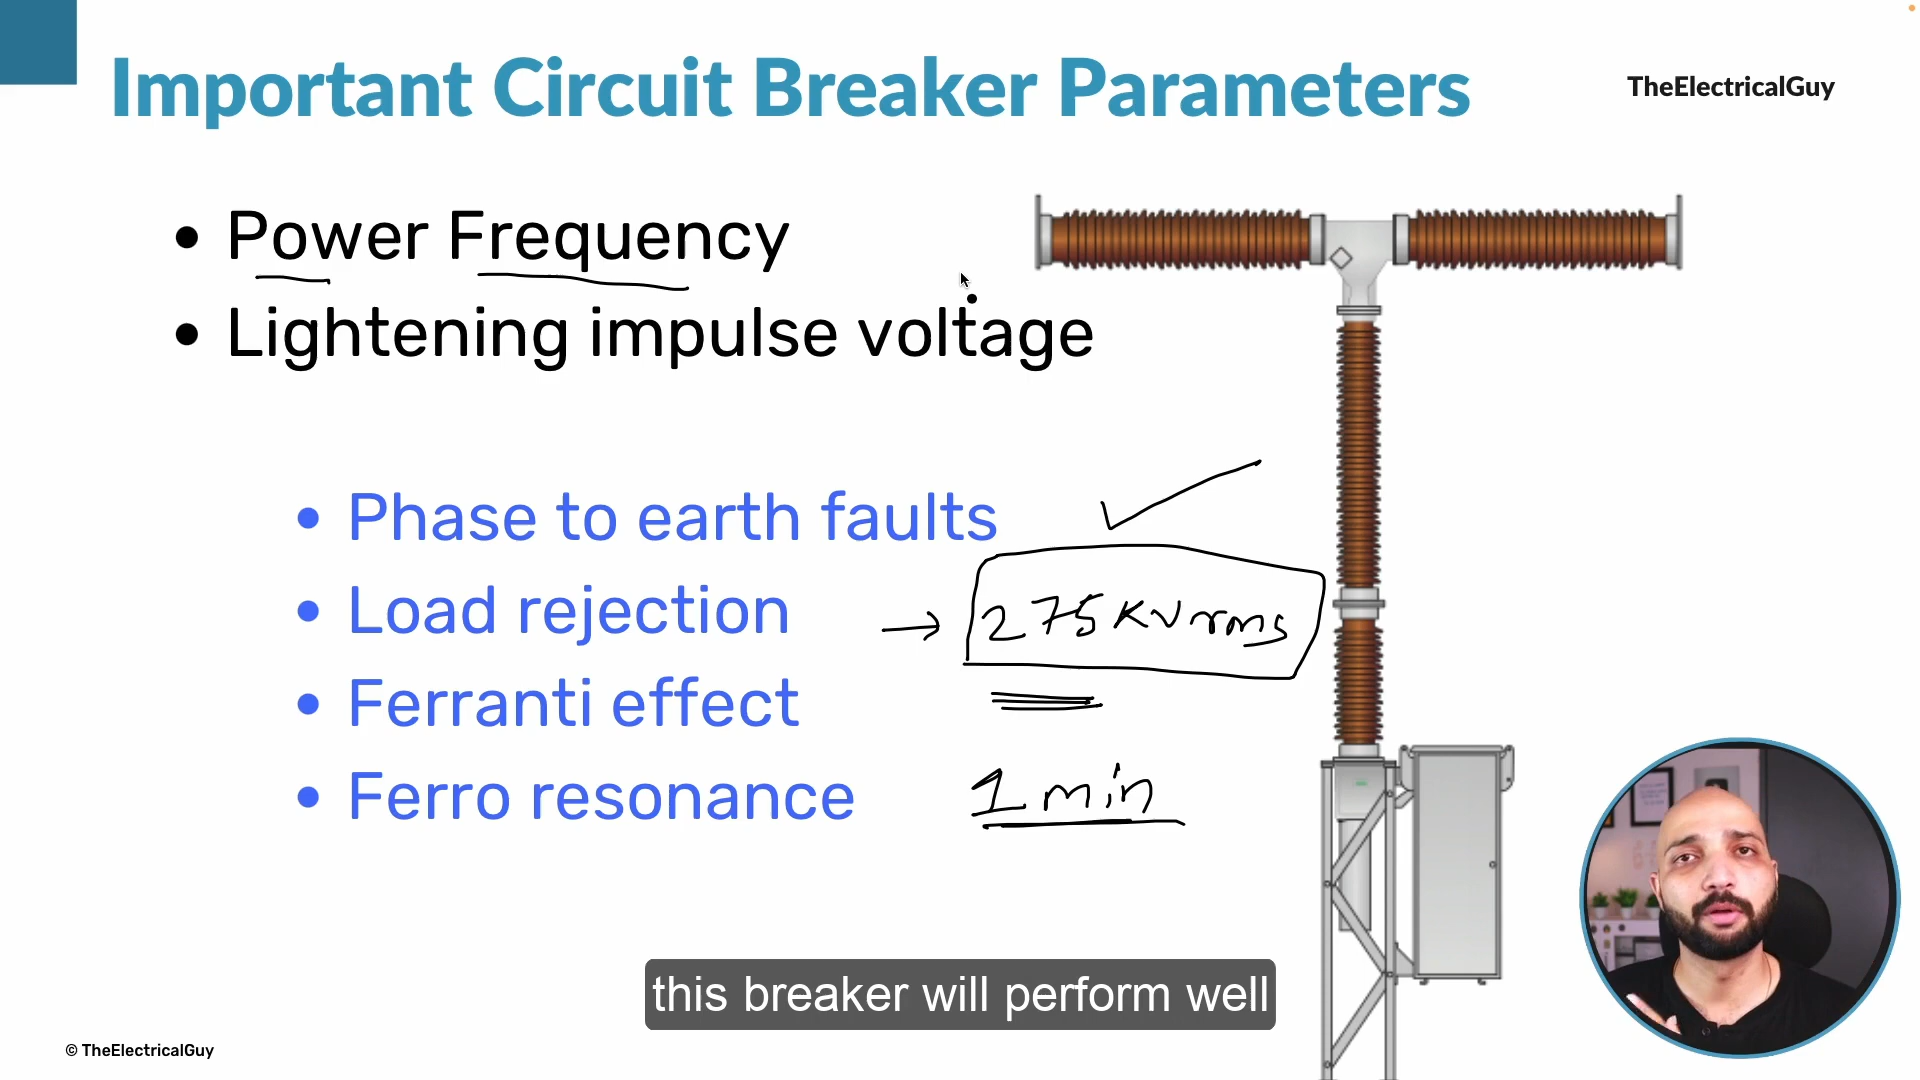 Important Circuit Breaker Parameters
TheElectricalGuy
• Power Frequency
• Lightening impulse voltage
• Phase to earth faults
• Load rejection
→ 275 KV rms
• Ferranti effect
• Ferro resonance
1 min
this breaker will perform well
© TheElectricalGuy